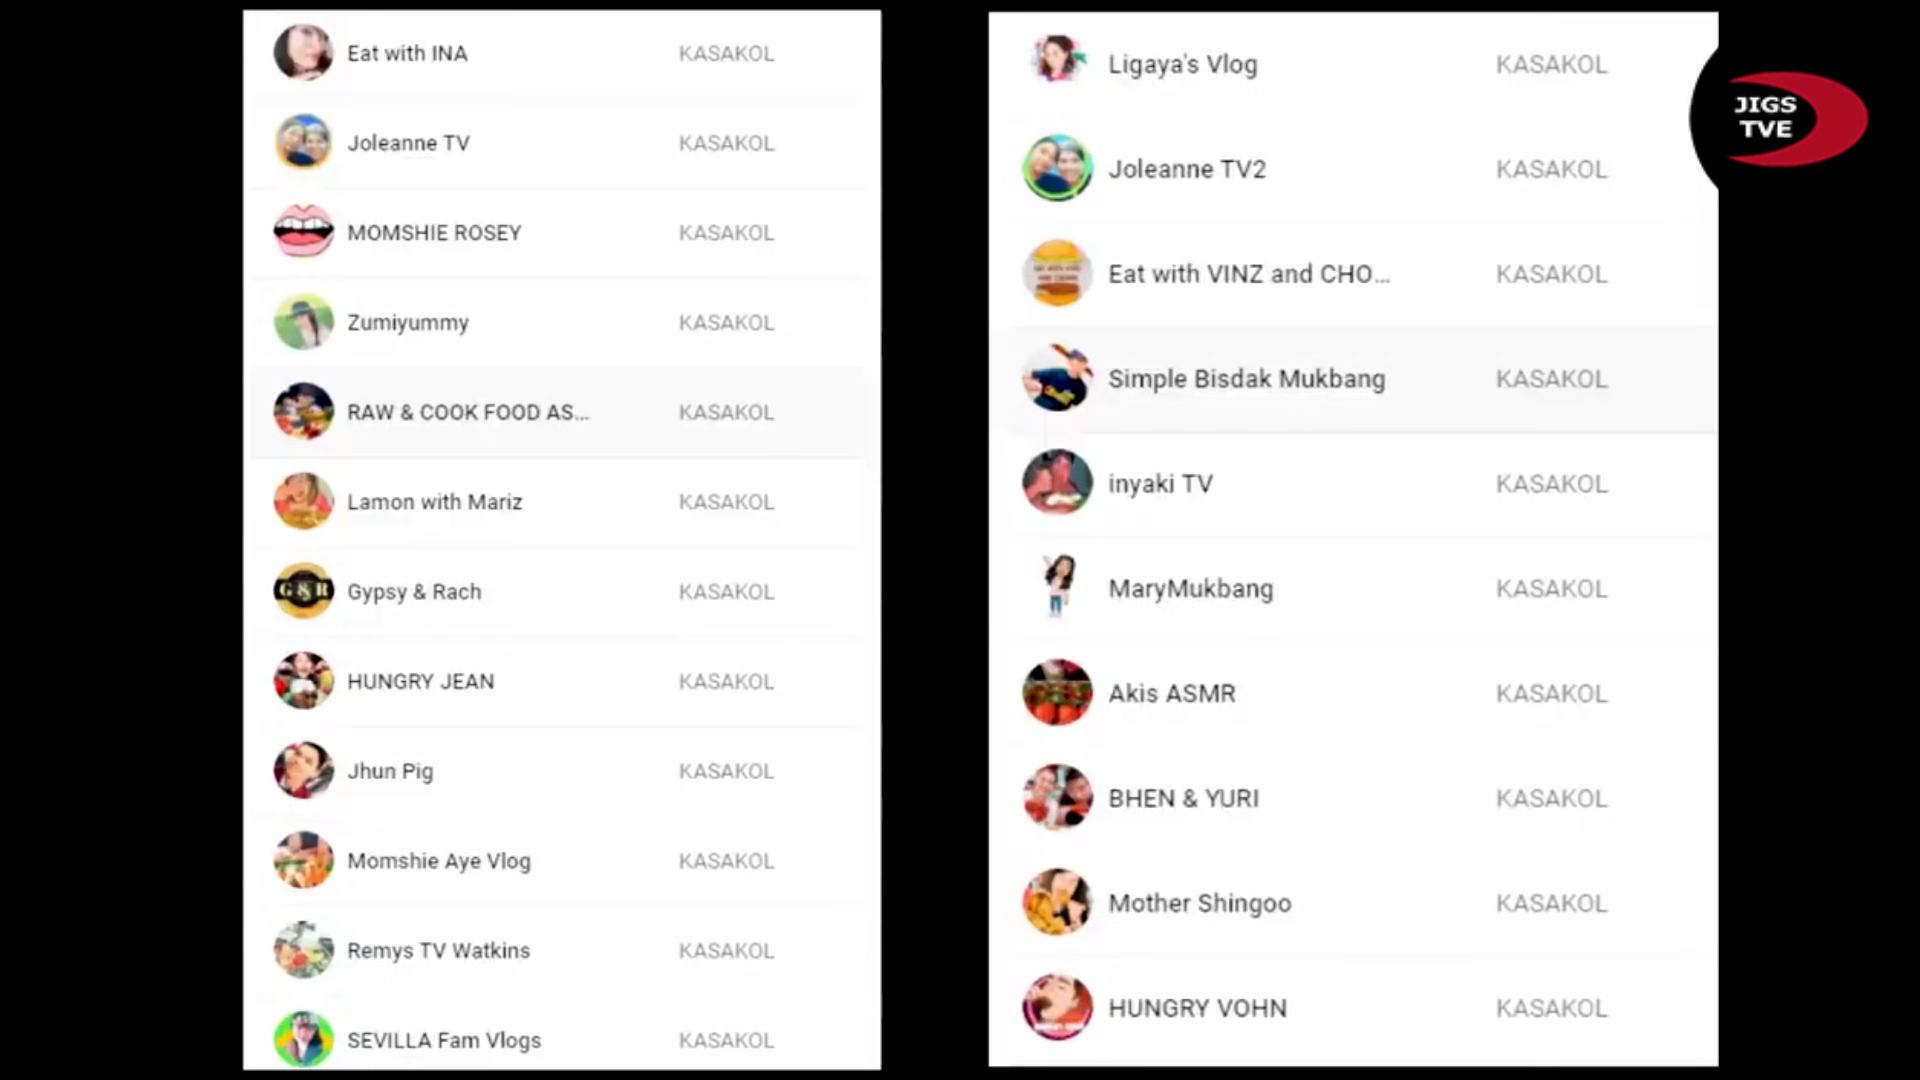 Eat with INA KASAKOL
Joleanne TV KASAKOL
MOMSHIE ROSEY KASAKOL
Zumiyummy KASAKOL
RAW & COOK FOOD AS... KASAKOL
Lamon with Mariz KASAKOL
G&R
Gypsy & Rach KASAKOL
HUNGRY JEAN KASAKOL
Jhun Pig KASAKOL
Momshie Aye Vlog KASAKOL
Remys TV Watkins KASAKOL
SEVILLA Fam Vlogs KASAKOL
Ligaya's Vlog KASAKOL
Joleanne TV2 KASAKOL
Eat with VINZ and CHO... KASAKOL
Simple Bisdak Mukbang KASAKOL
inyaki TV KASAKOL
MaryMukbang KASAKOL
Akis ASMR KASAKOL
BHEN & YURI KASAKOL
Mother Shingoo KASAKOL
HUNGRY VOHN KASAKOL
JIGS
TVE